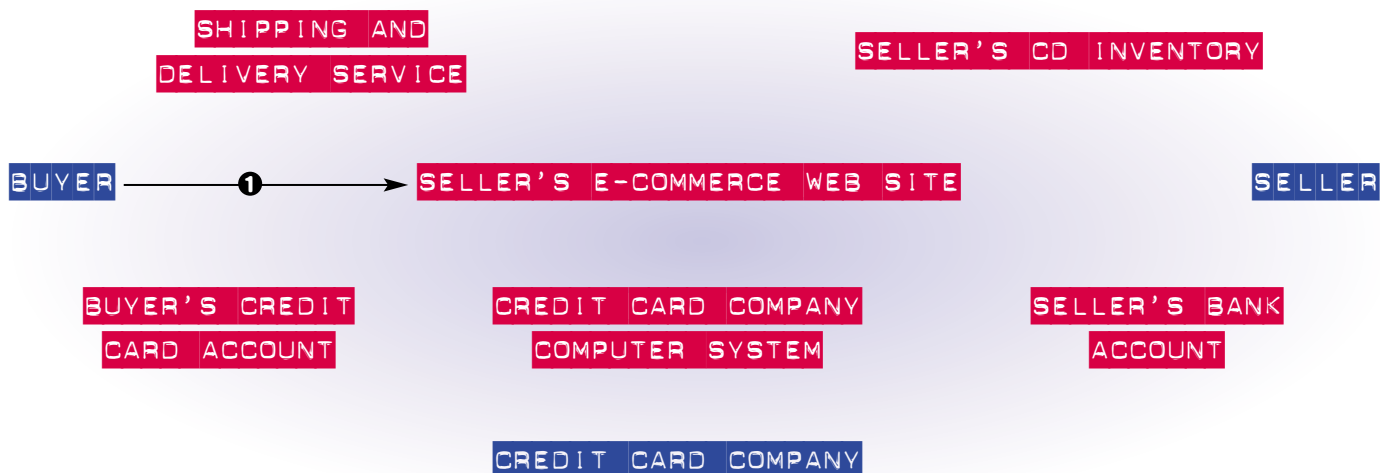 SHIPPING AND
DELIVERY SERVICE
SELLER'S CD INVENTORY
BUYER
1
SELLER'S E-COMMERCE WEB SITE
SELLER
BUYER'S CREDIT
CARD ACCOUNT
CREDIT CARD COMPANY
COMPUTER SYSTEM
SELLER'S BANK
ACCOUNT
CREDIT CARD COMPANY